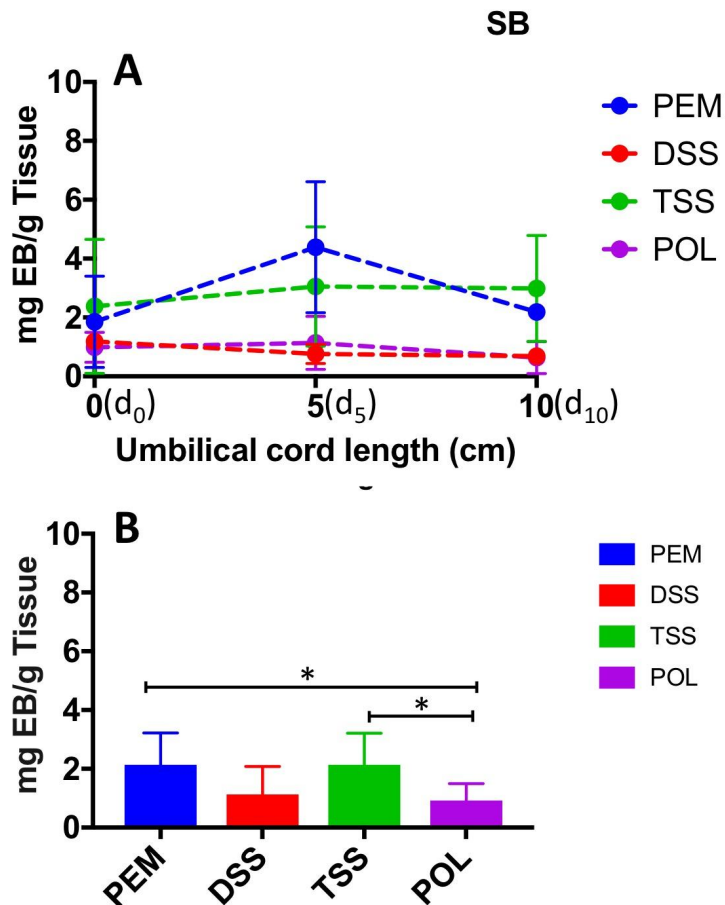 SB
A
10
8
6
4
2
0
mg EB/g Tissue
0(d₀) 5(d₅) 10(d₁₀)
Umbilical cord length (cm)
PEM
DSS
TSS
POL
B
10
8
6
4
2
0
mg EB/g Tissue
*
*
PEM DSS TSS POL
PEM
DSS
TSS
POL